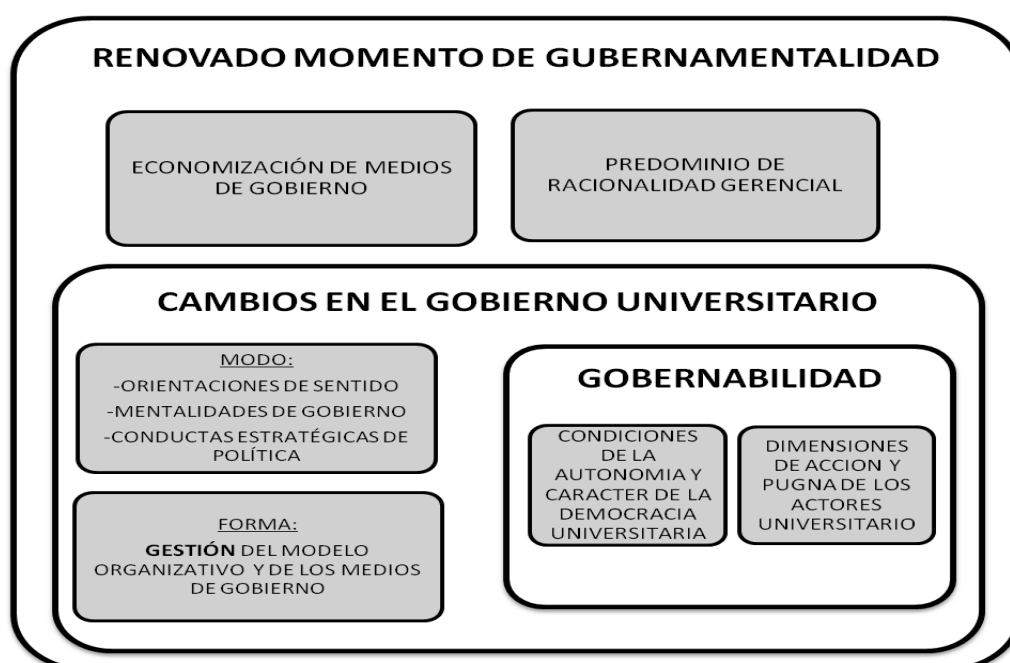 RENOVADO MOMENTO DE GUBERNAMENTALIDAD
ECONOMIZACIÓN DE MEDIOS
DE GOBIERNO
PREDOMINIO DE
RACIONALIDAD GERENCIAL
CAMBIOS EN EL GOBIERNO UNIVERSITARIO
MODO:
-ORIENTACIONES DE SENTIDO
-MENTALIDADES DE GOBIERNO
-CONDUCTAS ESTRATÉGICAS DE
POLÍTICA
FORMA:
GESTIÓN DEL MODELO
ORGANIZATIVO Y DE LOS MEDIOS
DE GOBIERNO
GOBERNABILIDAD
CONDICIONES
DE LA
AUTONOMIA Y
CARACTER DE LA
DEMOCRACIA
UNIVERSITARIA
DIMENSIONES
DE ACCION Y
PUGNA DE LOS
ACTORES
UNIVERSITARIO